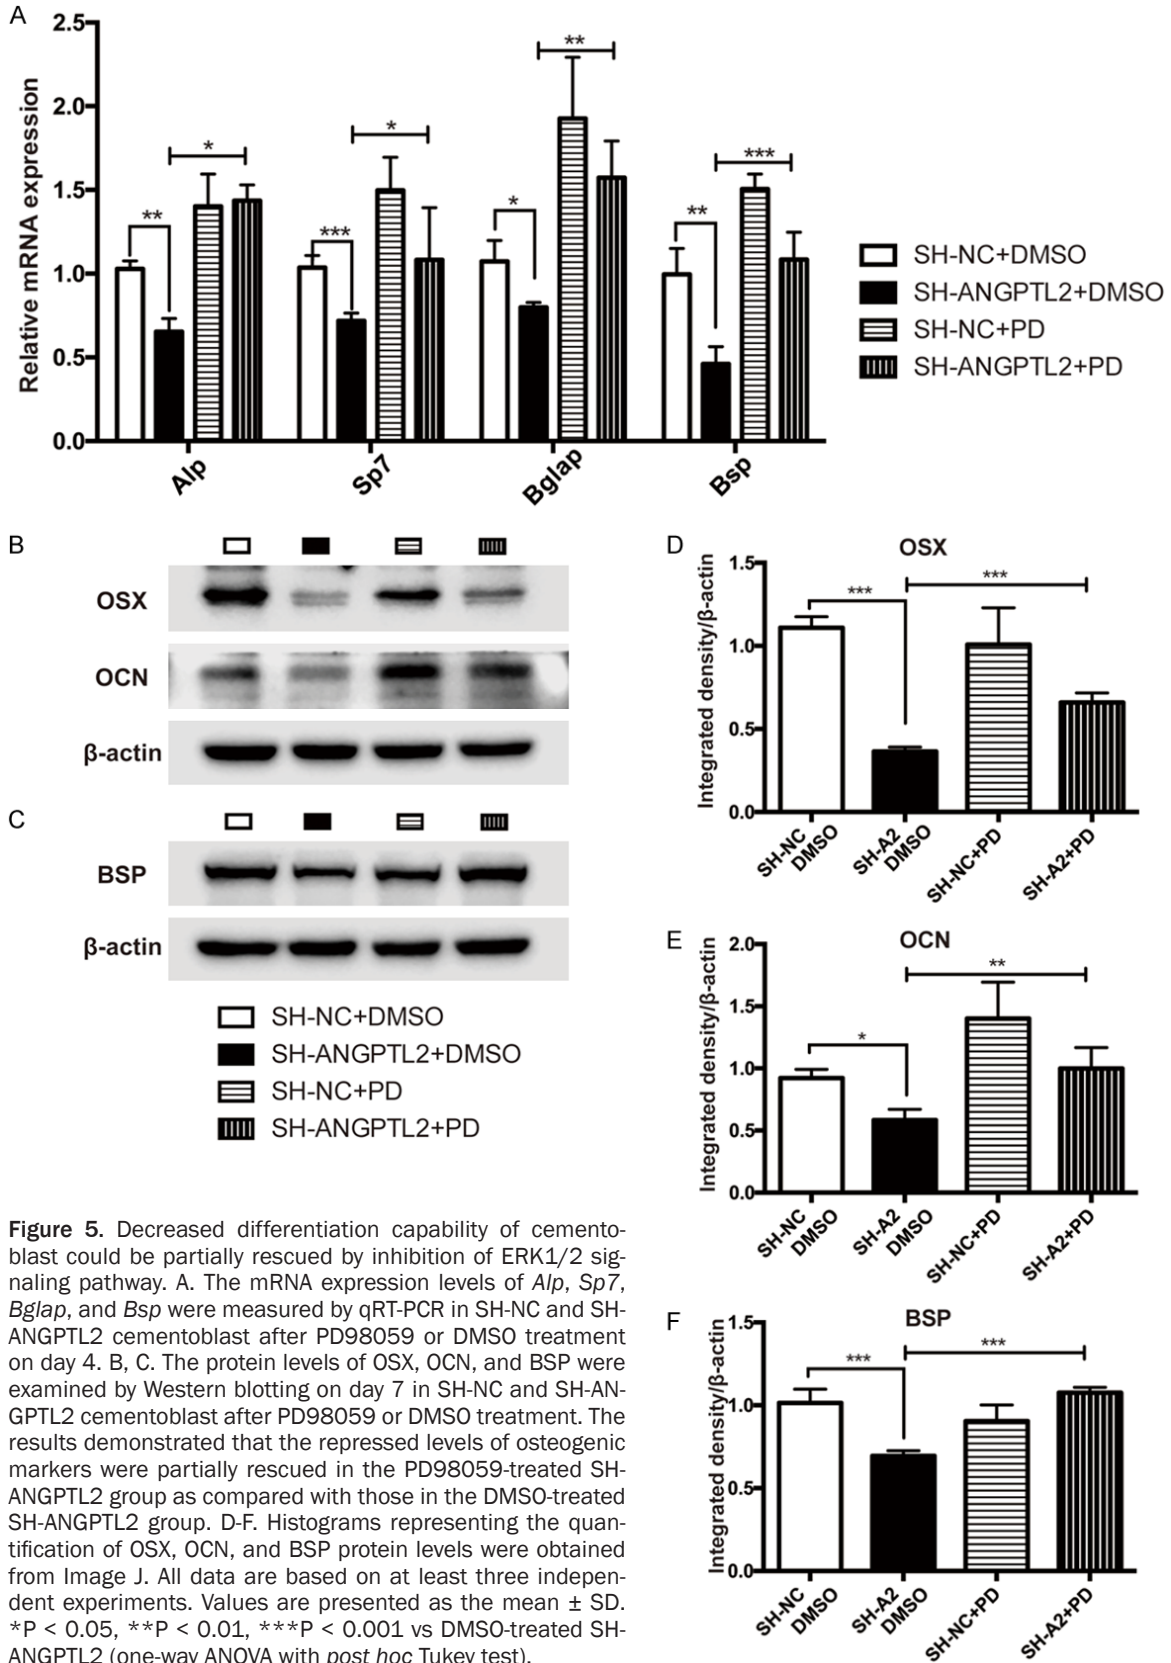 A
2.5
2.0
1.5
1.0
0.5
0.0
Relative mRNA expression
** * *** * * ** ** ***
Alp Sp7 Bglap Bsp
SH-NC+DMSO
SH-ANGPTL2+DMSO
SH-NC+PD
SH-ANGPTL2+PD
B
OSX
OCN
β-actin
C
BSP
β-actin
SH-NC+DMSO
SH-ANGPTL2+DMSO
SH-NC+PD
SH-ANGPTL2+PD
D
OSX
Integrated density/β-actin
1.5
1.0
0.5
0.0
*** ***
SH-NC DMSO
SH-A2 DMSO
SH-NC+PD
SH-A2+PD
E
OCN
Integrated density/β-actin
2.0
1.5
1.0
0.5
0.0
* **
SH-NC DMSO
SH-A2 DMSO
SH-NC+PD
SH-A2+PD
F
BSP
Integrated density/β-actin
1.5
1.0
0.5
0.0
*** ***
SH-NC DMSO
SH-A2 DMSO
SH-NC+PD
SH-A2+PD
Figure 5. Decreased differentiation capability of cemento-
blast could be partially rescued by inhibition of ERK1/2 sig-
naling pathway. A. The mRNA expression levels of Alp, Sp7,
Bglap, and Bsp were measured by qRT-PCR in SH-NC and SH-
ANGPTL2 cementoblast after PD98059 or DMSO treatment
on day 4. B, C. The protein levels of OSX, OCN, and BSP were
examined by Western blotting on day 7 in SH-NC and SH-AN-
GPTL2 cementoblast after PD98059 or DMSO treatment. The
results demonstrated that the repressed levels of osteogenic
markers were partially rescued in the PD98059-treated SH-
ANGPTL2 group as compared with those in the DMSO-treated
SH-ANGPTL2 group. D-F. Histograms representing the quan-
tification of OSX, OCN, and BSP protein levels were obtained
from Image J. All data are based on at least three indepen-
dent experiments. Values are presented as the mean ± SD.
*P < 0.05, **P < 0.01, ***P < 0.001 vs DMSO-treated SH-
ANGPTL2 (one-way ANOVA with post hoc Tukey test).